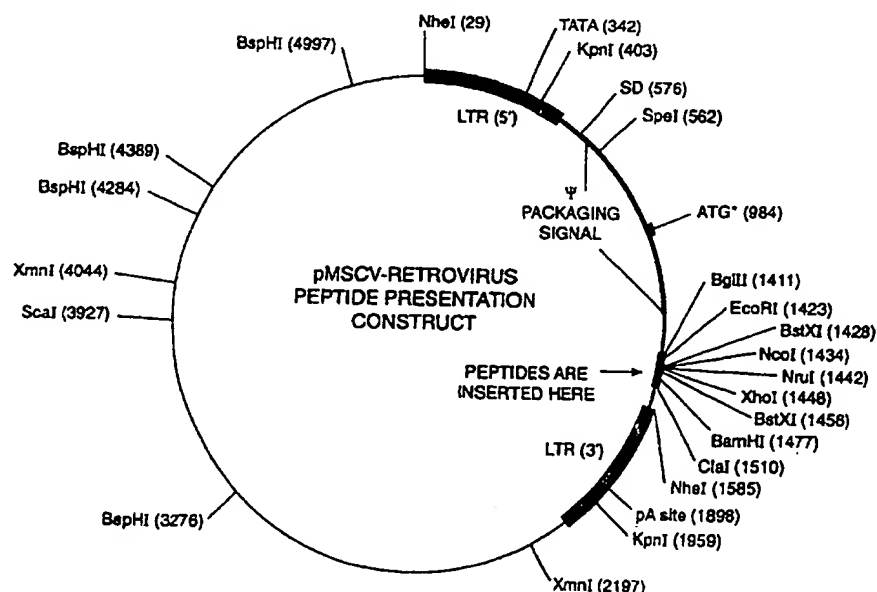 NheI (29)
TATA (342)
KpnI (403)
BspHI (4997)
SD (576)
LTR (5')
SpeI (562)
BspHI (4389)
BspHI (4284)
Ψ
PACKAGING
SIGNAL
ATG* (984)
XmnI (4044)
ScaI (3927)
pMSCV-RETROVIRUS
PEPTIDE PRESENTATION
CONSTRUCT
BglII (1411)
EcoRI (1423)
BstXI (1428)
NcoI (1434)
NruI (1442)
XhoI (1448)
BstXI (1458)
BamHI (1477)
ClaI (1510)
NheI (1585)
PEPTIDES ARE
INSERTED HERE
LTR (3')
pA site (1898)
KpnI (1959)
BspHI (3276)
XmnI (2197)